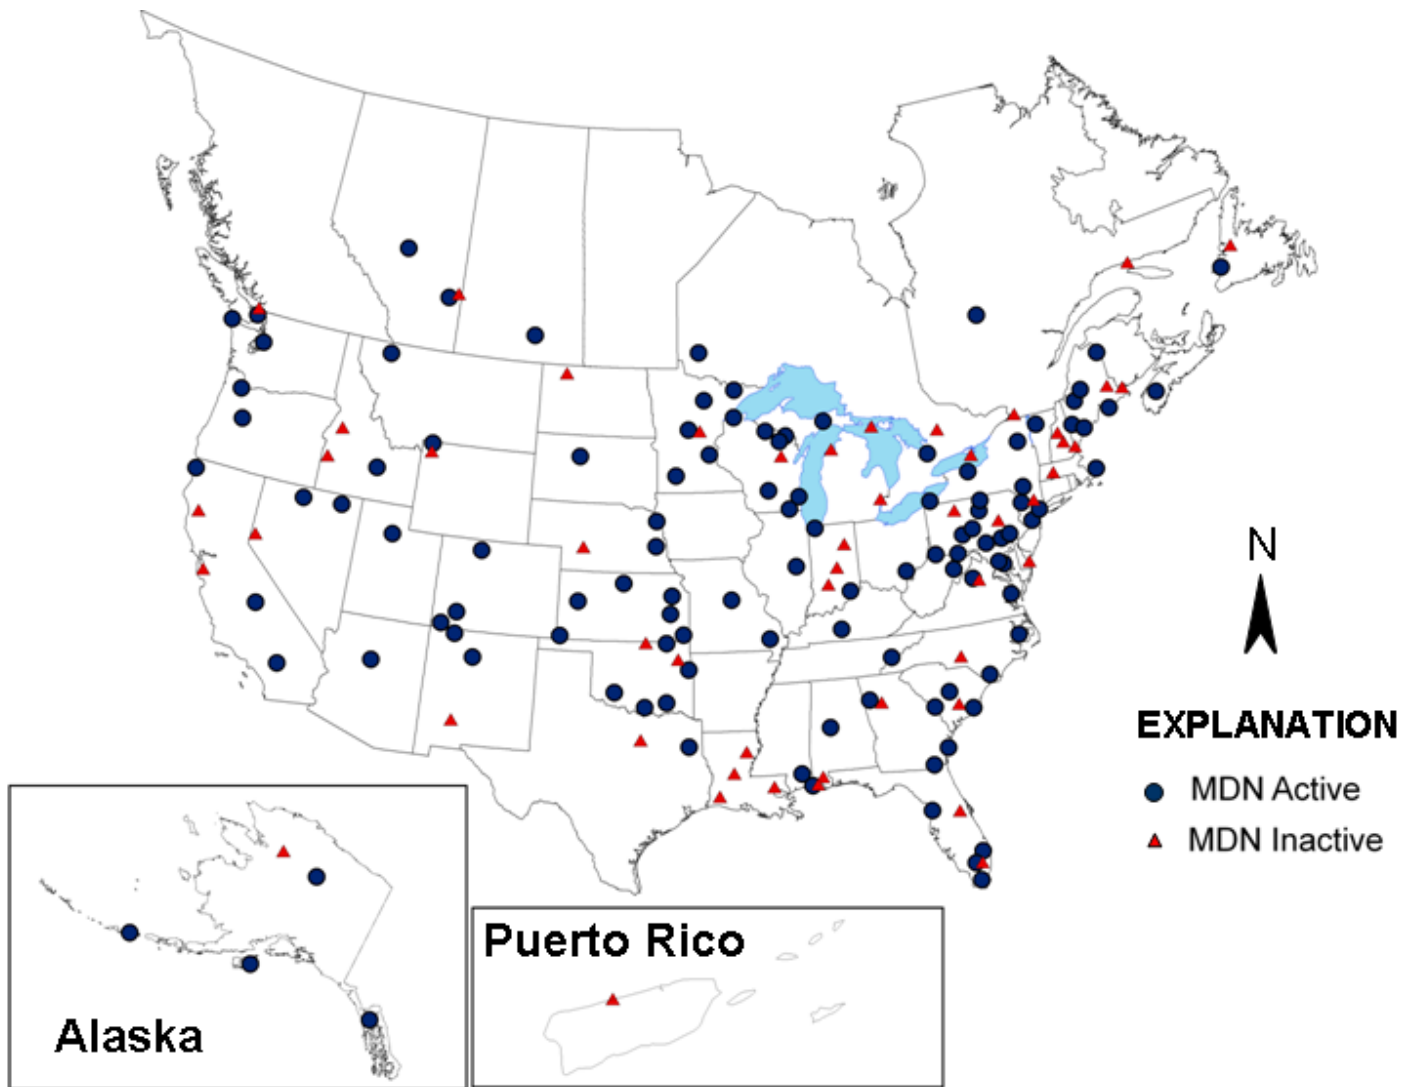 N
EXPLANATION
MDN Active
MDN Inactive
Alaska
Puerto Rico